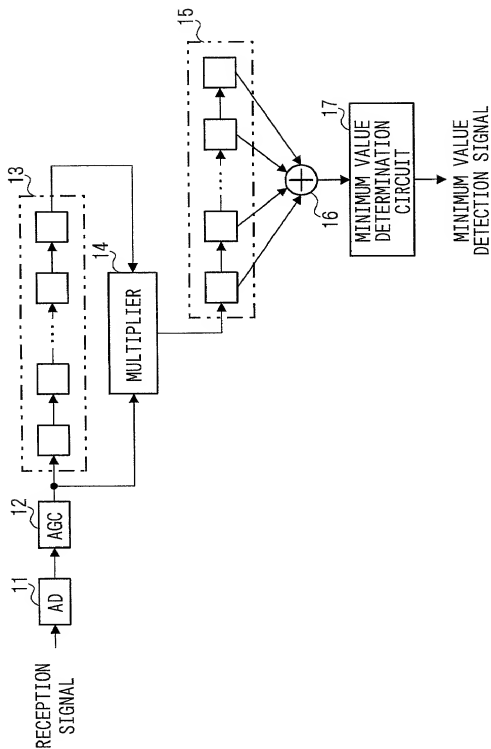 RECEPTION
SIGNAL
11
AD
12
AGC
13
14
MULTIPLIER
15
16
17
MINIMUM VALUE
DETERMINATION
CIRCUIT
MINIMUM VALUE
DETECTION SIGNAL